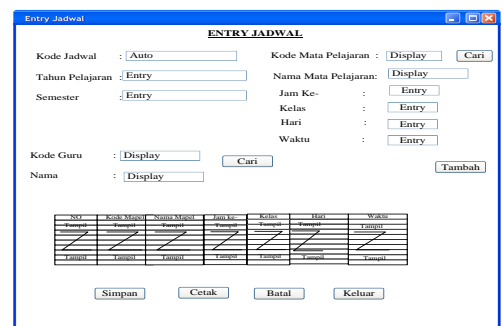 Entry Jadwal
ENTRY JADWAL
Kode Jadwal : Auto Kode Mata Pelajaran : Display Cari
Tahun Pelajaran : Entry Nama Mata Pelajaran: Display
Semester : Entry Jam Ke- : Entry
Kelas : Entry
Hari : Entry
Waktu : Entry
Kode Guru : Display Cari
Nama : Display Tambah
NO Kode Mapel Nama Mapel Jam ke- Kelas Hari Waktu
Tampil Tampil Tampil Tampil Tampil Tampil Tampil
Tampil Tampil Tampil Tampil Tampil Tampil Tampil
Simpan Cetak Batal Keluar